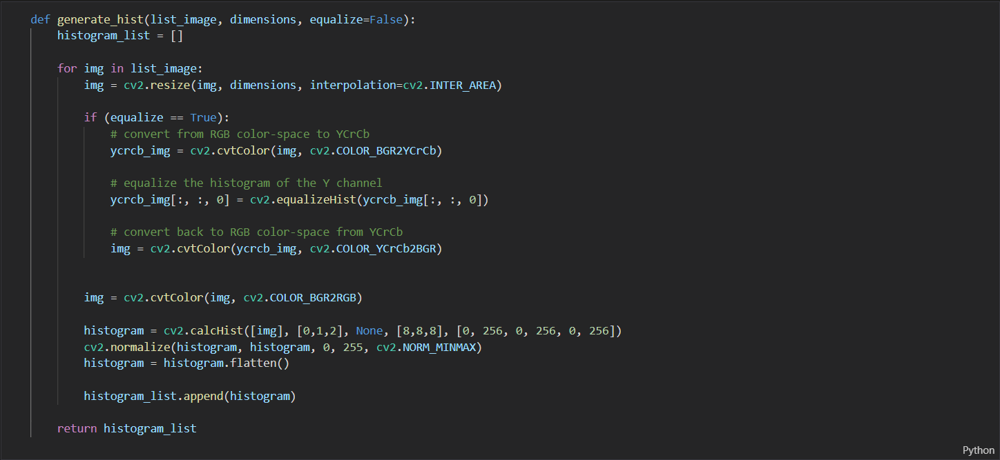 def generate_hist(list_image, dimensions, equalize=False):
    histogram_list = []
    for img in list_image:
        img = cv2.resize(img, dimensions, interpolation=cv2.INTER_AREA)
        if (equalize == True):
            # convert from RGB color-space to YCrCb
            ycrcb_img = cv2.cvtColor(img, cv2.COLOR_BGR2YCrCb)
            # equalize the histogram of the Y channel
            ycrcb_img[:, :, 0] = cv2.equalizeHist(ycrcb_img[:, :, 0])
            # convert back to RGB color-space from YCrCb
            img = cv2.cvtColor(ycrcb_img, cv2.COLOR_YCrCb2BGR)
        img = cv2.cvtColor(img, cv2.COLOR_BGR2RGB)
        histogram = cv2.calcHist([img], [0,1,2], None, [8,8,8], [0, 256, 0, 256, 0, 256])
        cv2.normalize(histogram, histogram, 0, 255, cv2.NORM_MINMAX)
        histogram = histogram.flatten()
        histogram_list.append(histogram)
    return histogram_list
Python